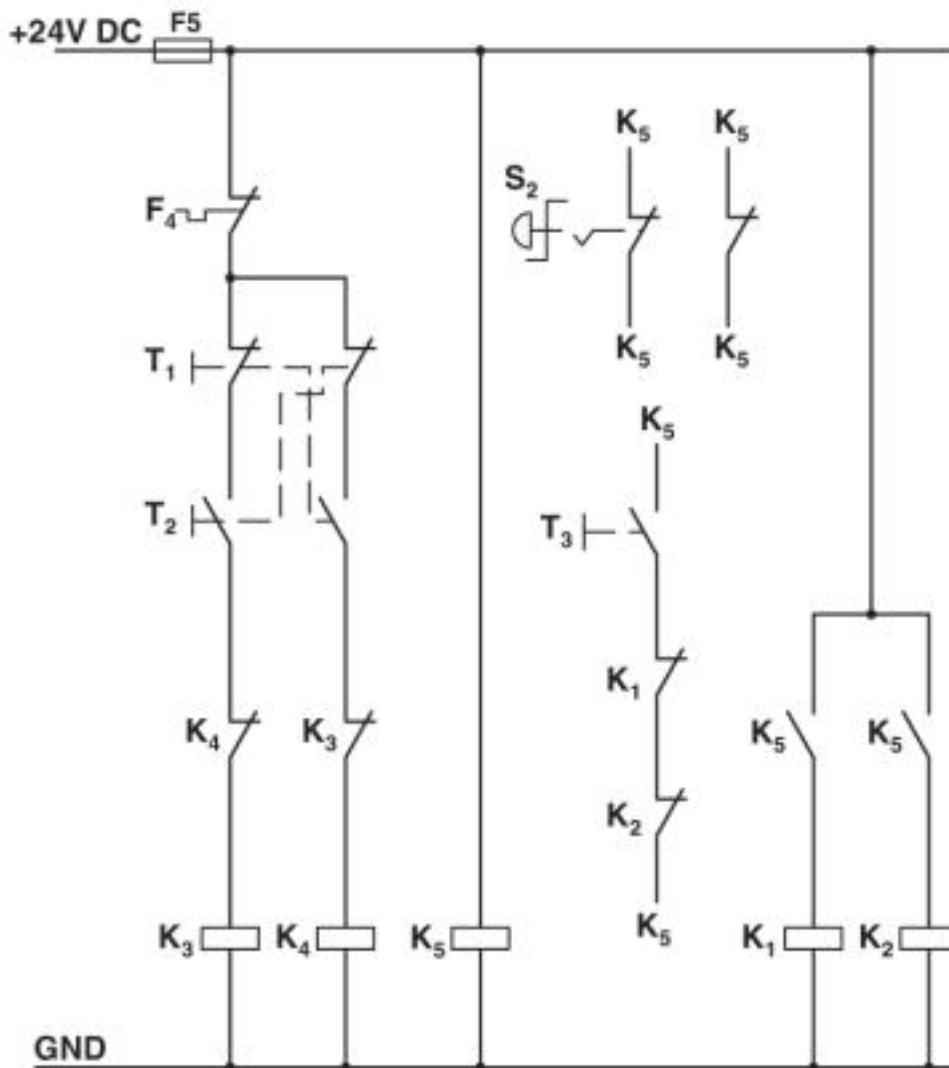 +24V DC
F5
K₅ K₅
S₂
F₄
K₅ K₅
T₁
K₅
T₂
T₃
K₁
K₄ K₃ K₅ K₅
K₂
K₅
K₃ K₄ K₅ K₁ K₂
GND